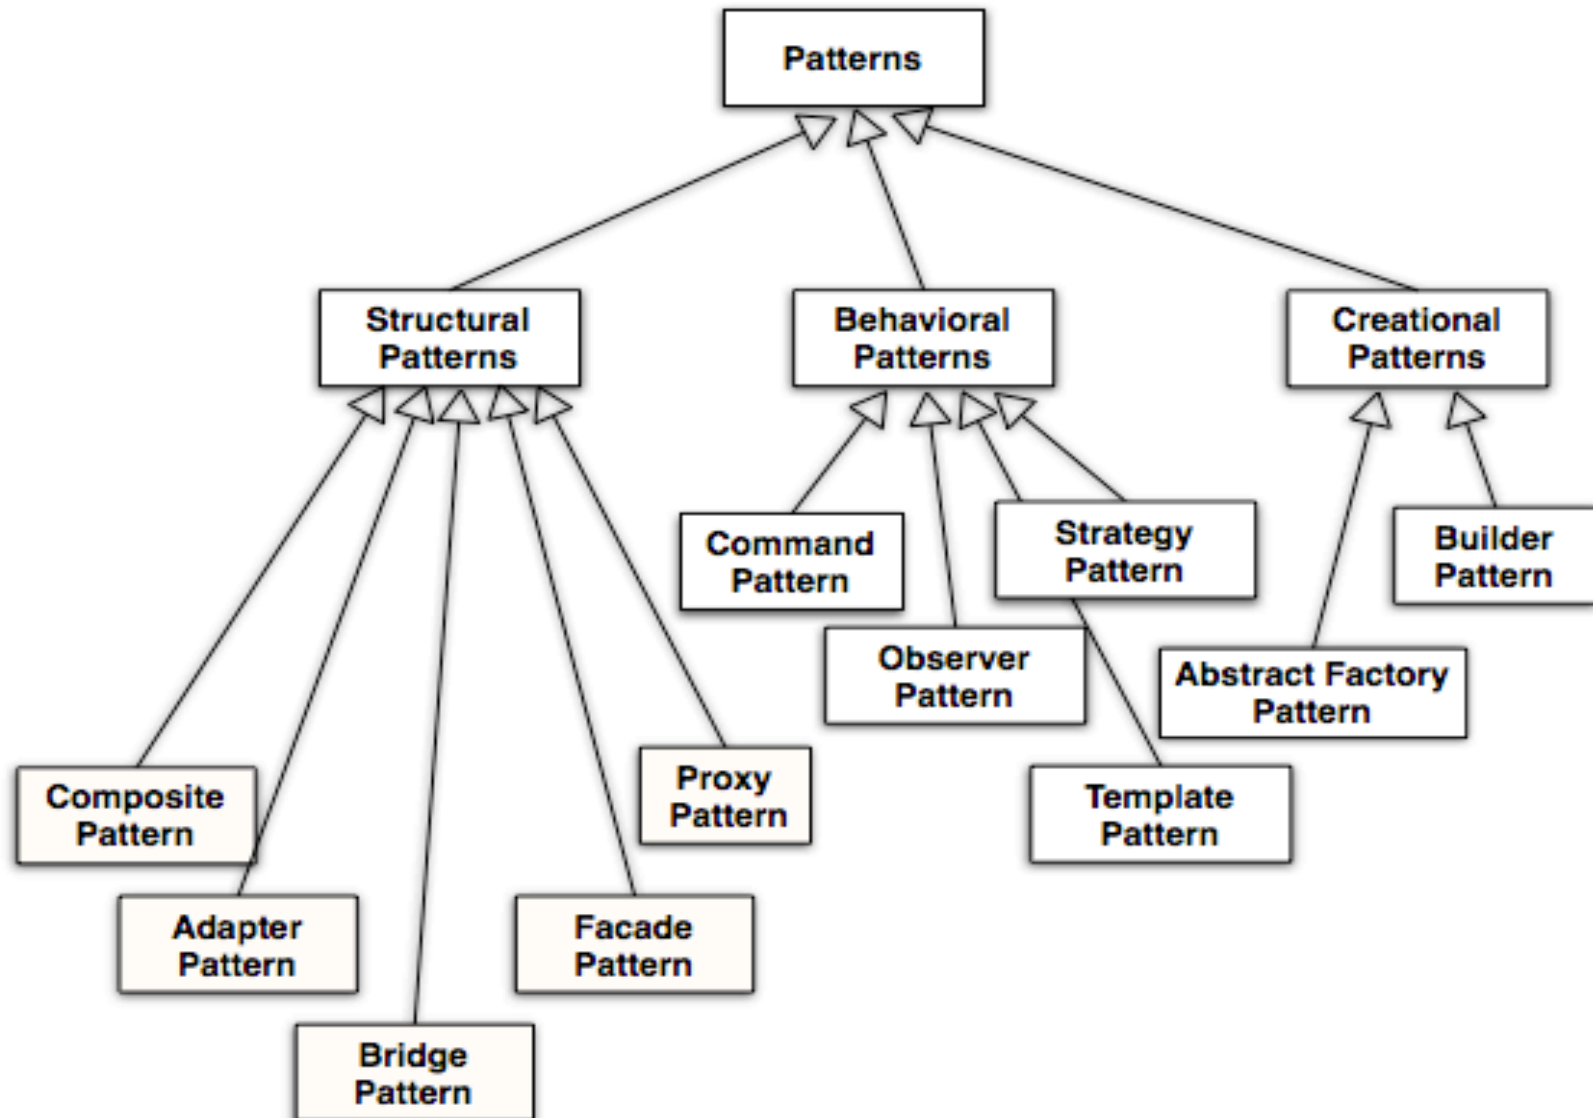 Patterns
Structural
Patterns
Behavioral
Patterns
Creational
Patterns
Command
Pattern
Strategy
Pattern
Builder
Pattern
Observer
Pattern
Abstract Factory
Pattern
Composite
Pattern
Proxy
Pattern
Template
Pattern
Adapter
Pattern
Facade
Pattern
Bridge
Pattern